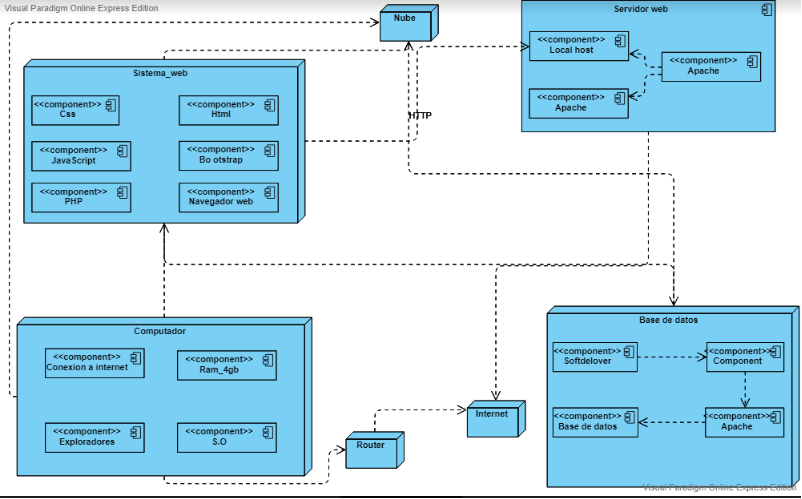 Visual Paradigm Online Express Edition
Nube
Servidor web
<<component>>
Local host
<<component>>
Apache
<<component>>
Apache
Sistema_web
<<component>>
Css
<<component>>
Html
<<component>>
JavaScript
<<component>>
Bo otstrap
<<component>>
PHP
<<component>>
Navegador web
HTTP
Computador
<<component>>
Conexion a internet
<<component>>
Ram_4gb
<<component>>
Exploradores
<<component>>
S.O
Router
Internet
Base de datos
<<component>>
Softdelover
<<component>>
Component
<<component>>
Base de datos
<<component>>
Apache
Visual Paradigm Online Express Edition